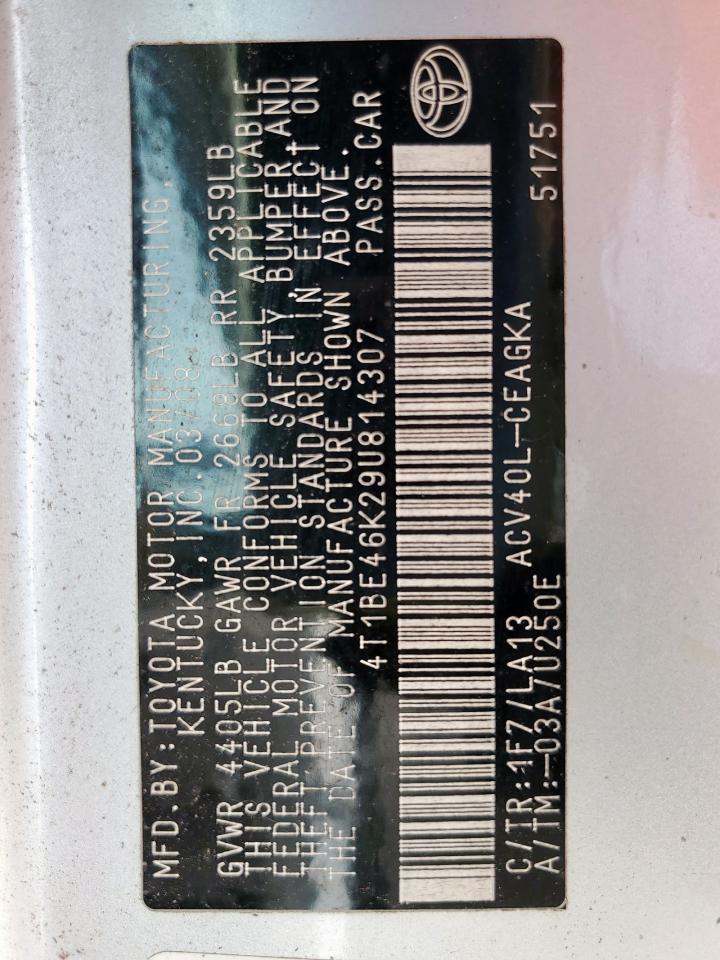 MFD.BY:TOYOTA MOTOR MANUFACTURING,
KENTUCKY,INC.03/08
GVWR 4405LB GAWR FR 2668LB RR 2359LB
THIS VEHICLE CONFORMS TO ALL APPLICABLE
FEDERAL MOTOR VEHICLE SAFETY, BUMPER,AND
THEFT PREVENTION STANDARDS IN EFFECT ON
THE DATE OF MANUFACTURE SHOWN ABOVE.
4T1BE46K29U814307 PASS.CAR
C/TR:1F7/LA13 ACV40L-CEAGKA
A/TM:-03A/U250E 51751